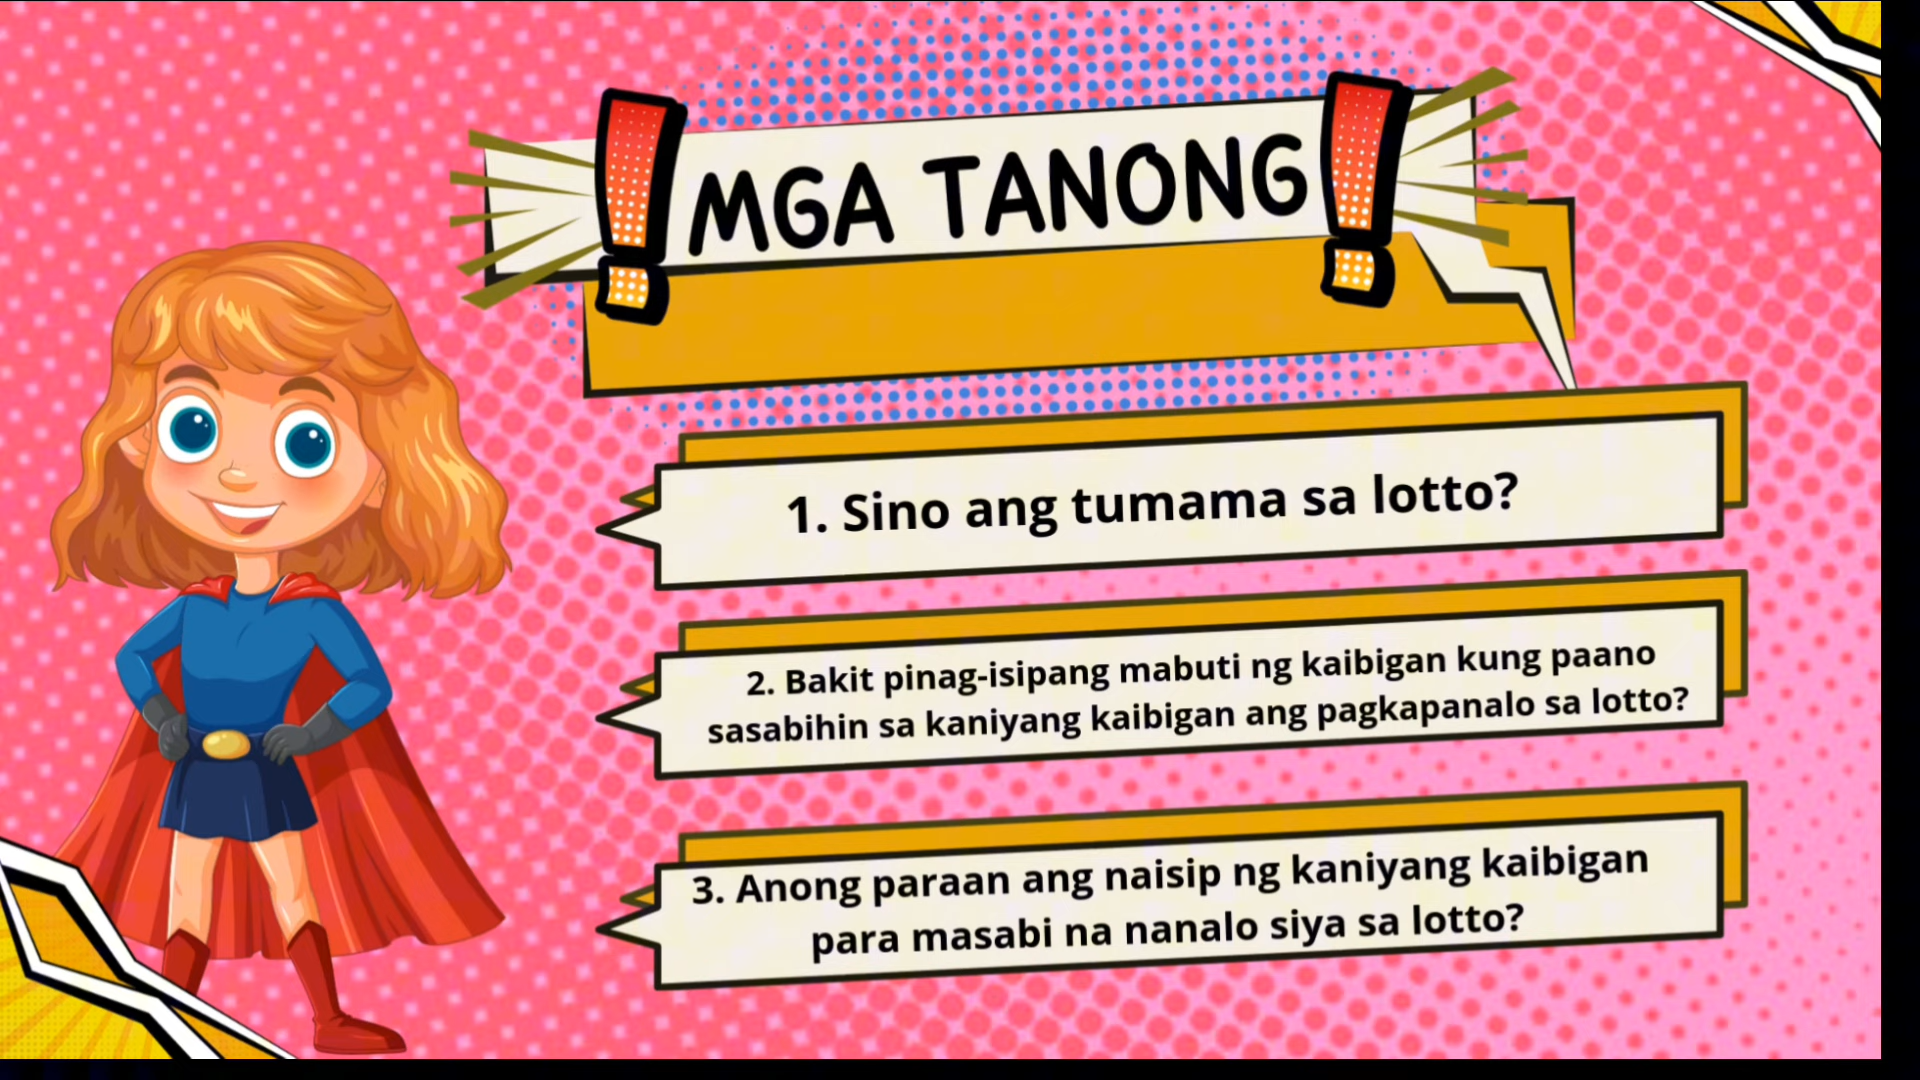 MGA TANONG
1. Sino ang tumama sa lotto?
2. Bakit pinag-isipang mabuti ng kaibigan kung paano
sasabihin sa kaniyang kaibigan ang pagkapanalo sa lotto?
3. Anong paraan ang naisip ng kaniyang kaibigan
para masabi na nanalo siya sa lotto?